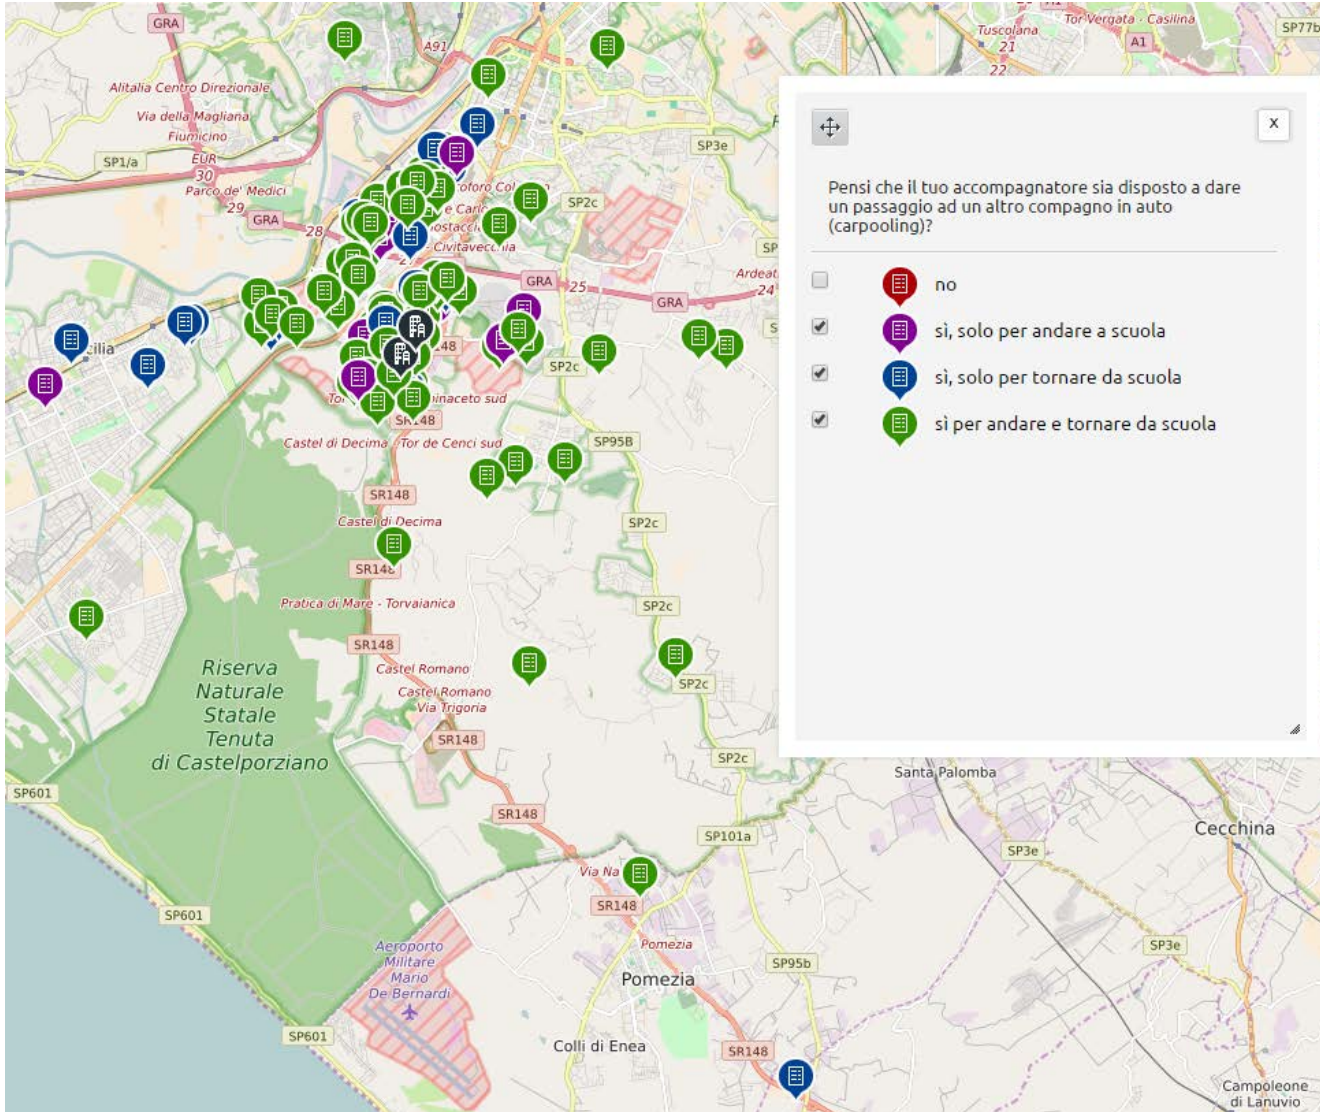 GRA
A91
Tor Vergata - Casilina
Tuscolana
21
22
A1
SP77b
Alitalia Centro Direzionale
Via della Magliana
Fiumicino
EUR
30
SP1/a
Parco de' Medici
29
GRA
28
SP3e
SP2c
Civitavecchia
GRA
25
GRA
24
SP2c
148
SR148
Castel di Decima - Tor de Cenci sud
SP95B
SR148
Castel di Decima
SP2c
SR148
Pratica di Mare - Torvaianica
SP2c
SR148
Castel Romano
Castel Romano
Via Trigoria
SP2c
SR148
Riserva
Naturale
Statale
Tenuta
di Castelporziano
SP2c
SP601
SR148
SP101a
Santa Palomba
Cecchina
SP3e
SR148
SP601
Pomezia
SP3e
Aeroporto
Militare
Mario
De Bernardi
SP95b
Pomezia
SP601
Colli di Enea
SR148
Campoleone
di Lanuvio
X
Pensi che il tuo accompagnatore sia disposto a dare
un passaggio ad un altro compagno in auto
(carpooling)?
no
sì, solo per andare a scuola
sì, solo per tornare da scuola
sì per andare e tornare da scuola